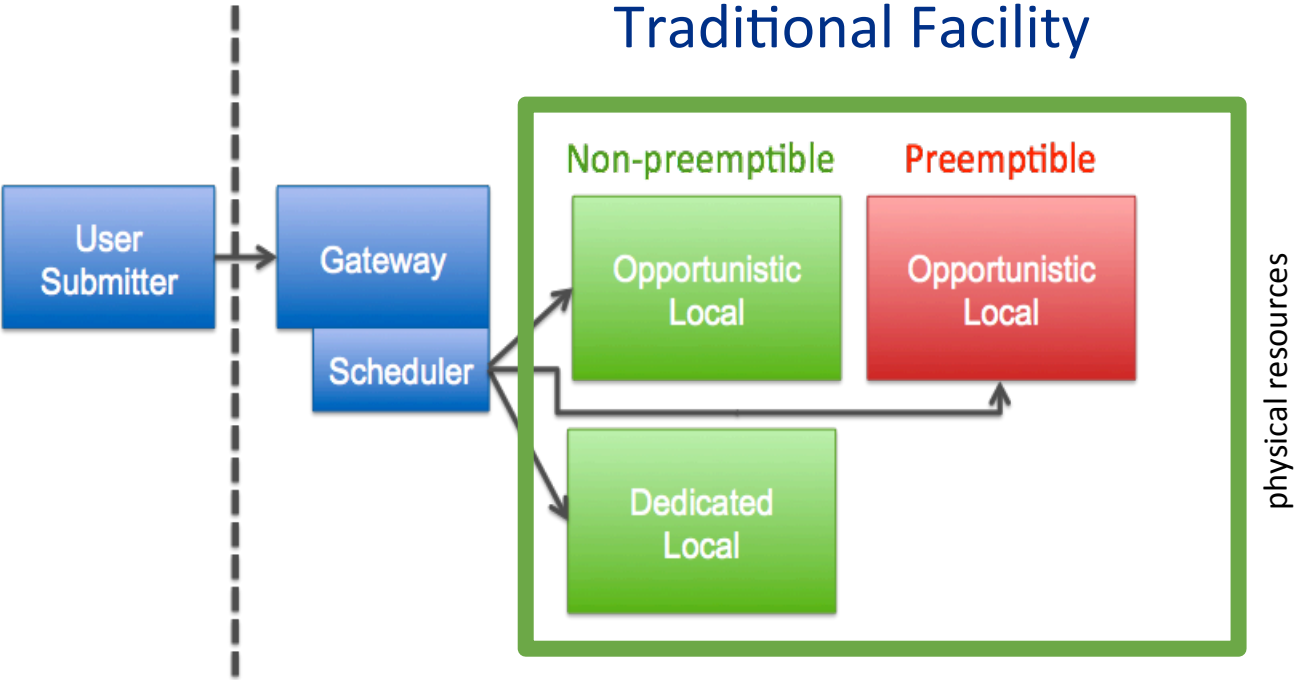 Traditional Facility
Non-preemptible
Preemptible
User
Submitter
Gateway
Scheduler
Opportunistic
Local
Opportunistic
Local
Dedicated
Local
physical resources